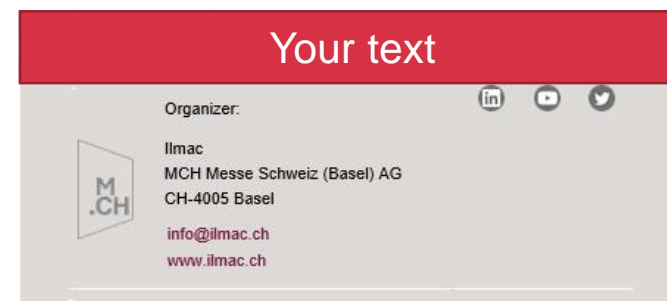 Your text
Organizer:
Ilmac
MCH Messe Schweiz (Basel) AG
CH-4005 Basel
M
.CH
info@ilmac.ch
www.ilmac.ch
in